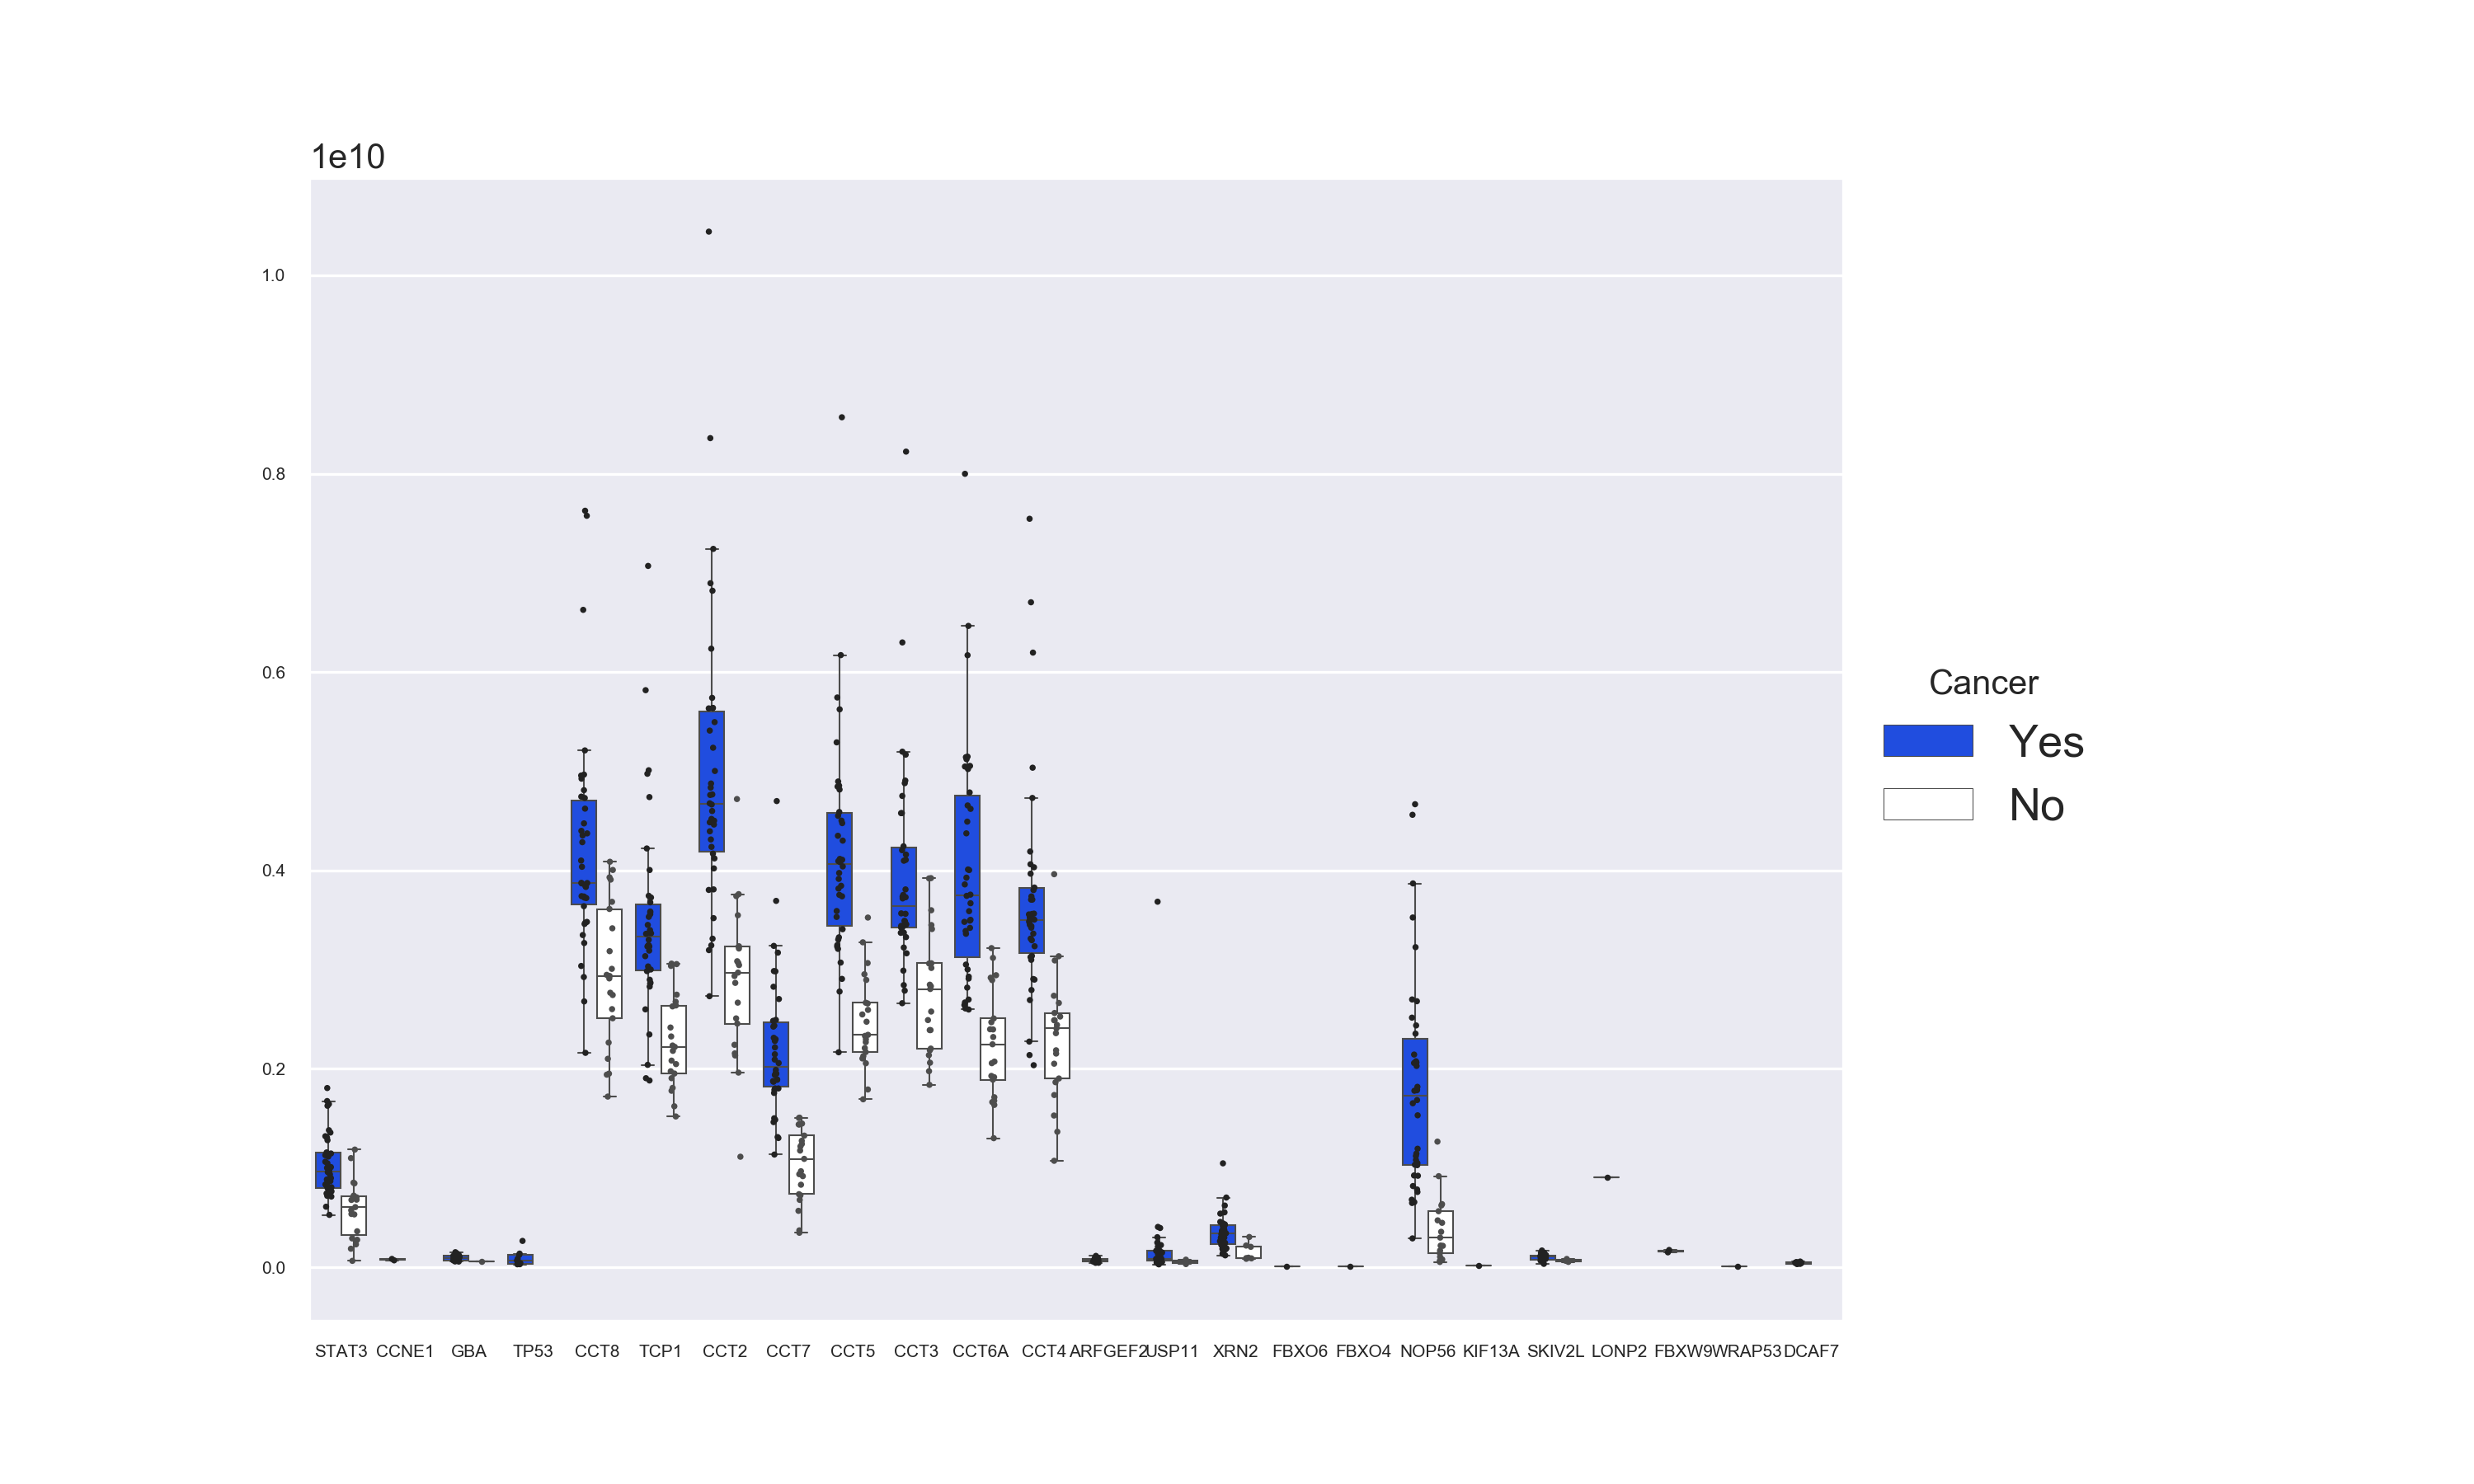 1e10
1.0
0.8
0.6
0.4
0.2
0.0
STAT3 CCNE1 GBA TP53 CCT8 TCP1 CCT2 CCT7 CCT5 CCT3 CCT6A CCT4 ARFGEF2 USP11 XRN2 FBXO6 FBXO4 NOP56 KIF13A SKIV2L LONP2 FBXW9 WRAP53 DCAF7
Cancer
Yes
No